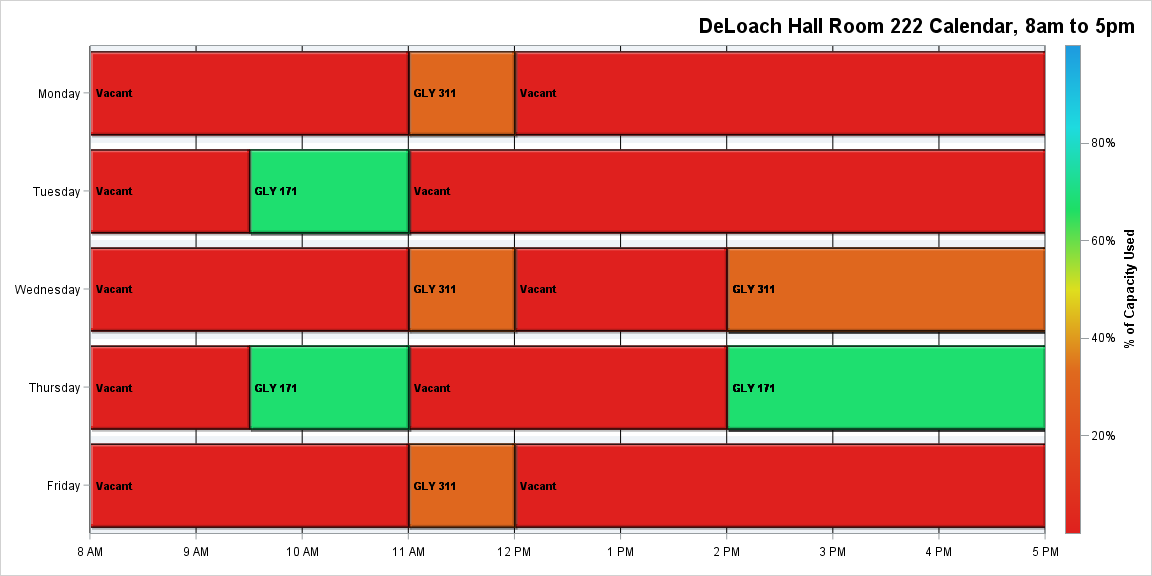 DeLoach Hall Room 222 Calendar, 8am to 5pm
Monday
Vacant
GLY 311
Vacant
Tuesday
Vacant
GLY 171
Vacant
Wednesday
Vacant
GLY 311
Vacant
GLY 311
Thursday
Vacant
GLY 171
Vacant
GLY 171
Friday
Vacant
GLY 311
Vacant
8 AM
9 AM
10 AM
11 AM
12 PM
1 PM
2 PM
3 PM
4 PM
5 PM
80%
60%
40%
20%
% of Capacity Used